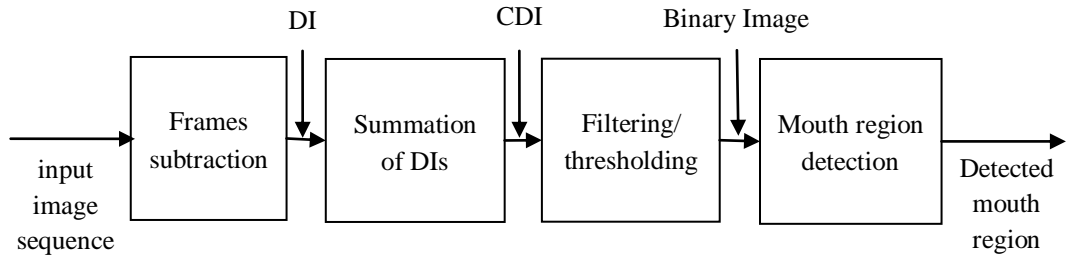 DI
CDI
Binary Image
Frames
subtraction
Summation
of DIs
Filtering/
thresholding
Mouth region
detection
input
image
sequence
Detected
mouth
region